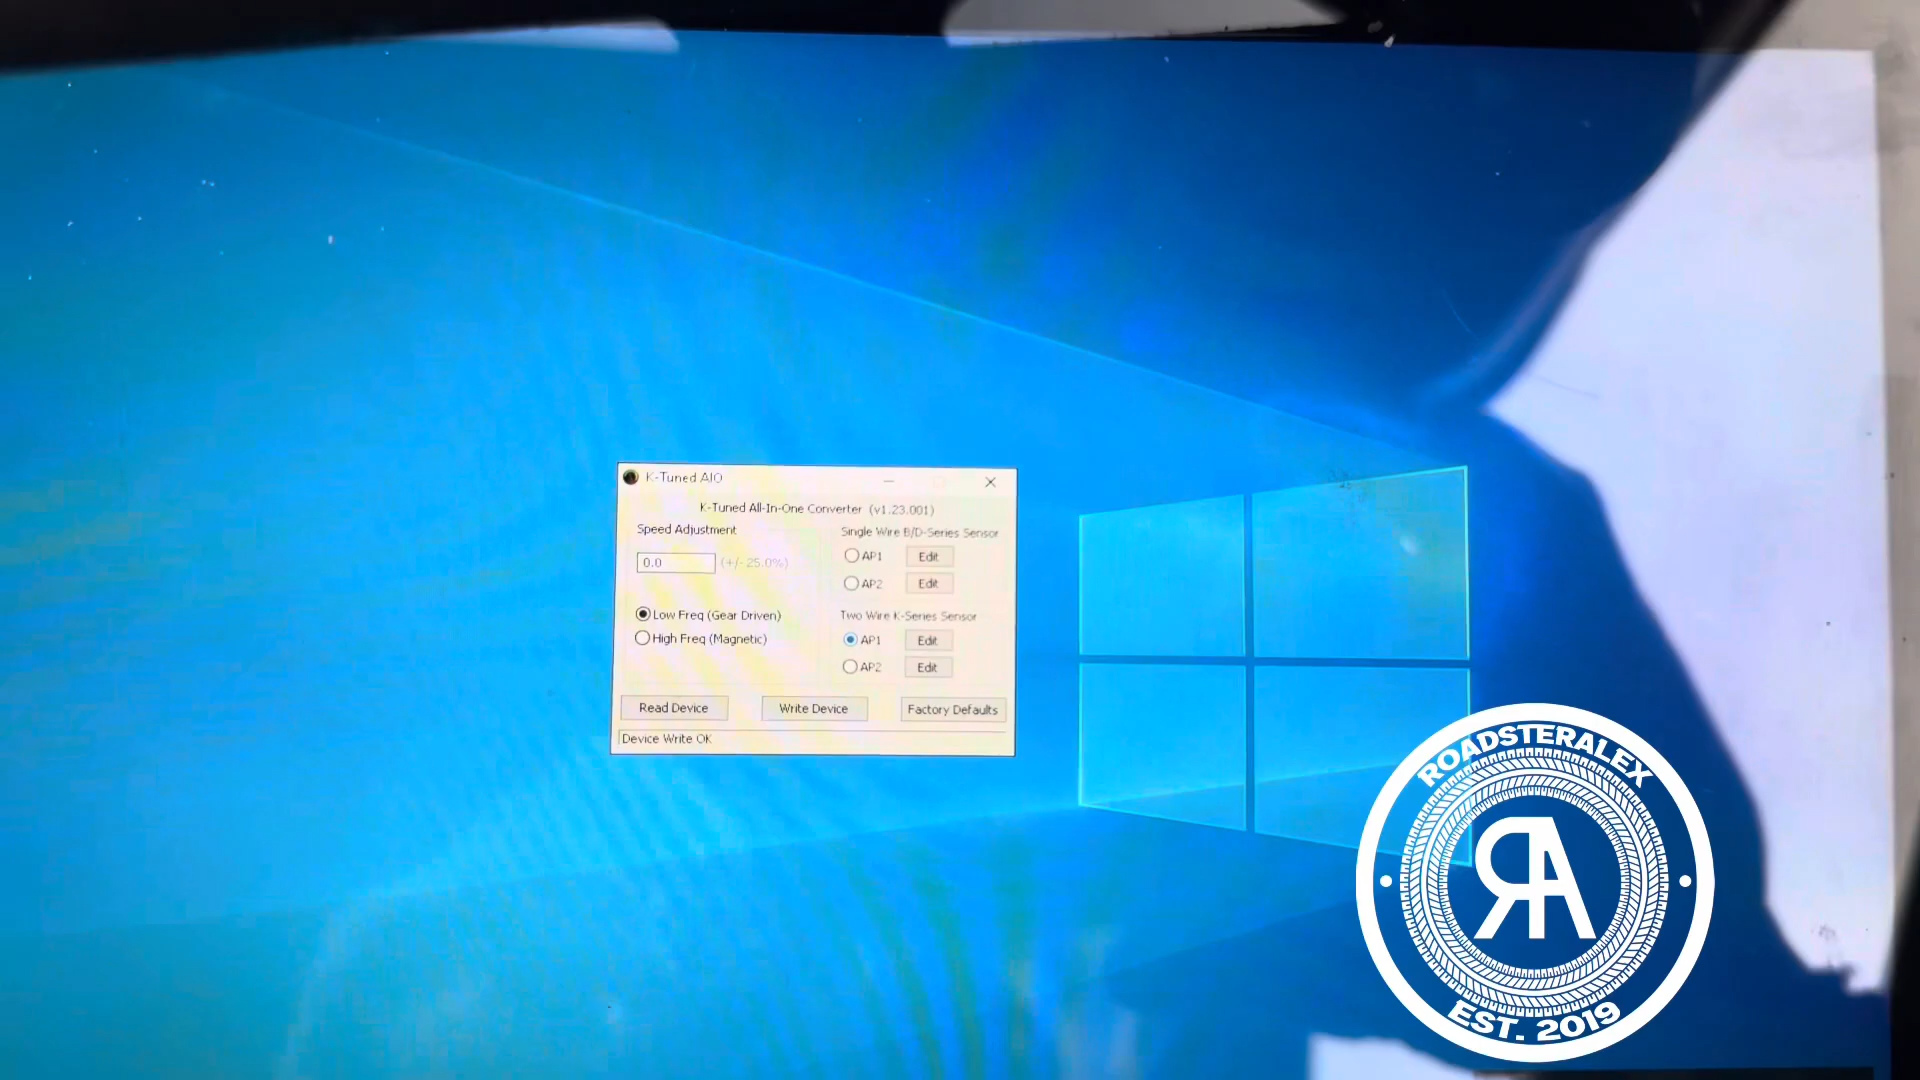 K-Tuned AIO
K-Tuned All-In-One Converter (v1.23.001)
Speed Adjustment
0.0 (+/- 25.0%)
Low Freq (Gear Driven)
High Freq (Magnetic)
Single Wire B/D-Series Sensor
AP1 Edit
AP2 Edit
Two Wire K-Series Sensor
AP1 Edit
AP2 Edit
Read Device Write Device Factory Defaults
Device Write OK
ROADSTERALEX
RA
EST. 2019